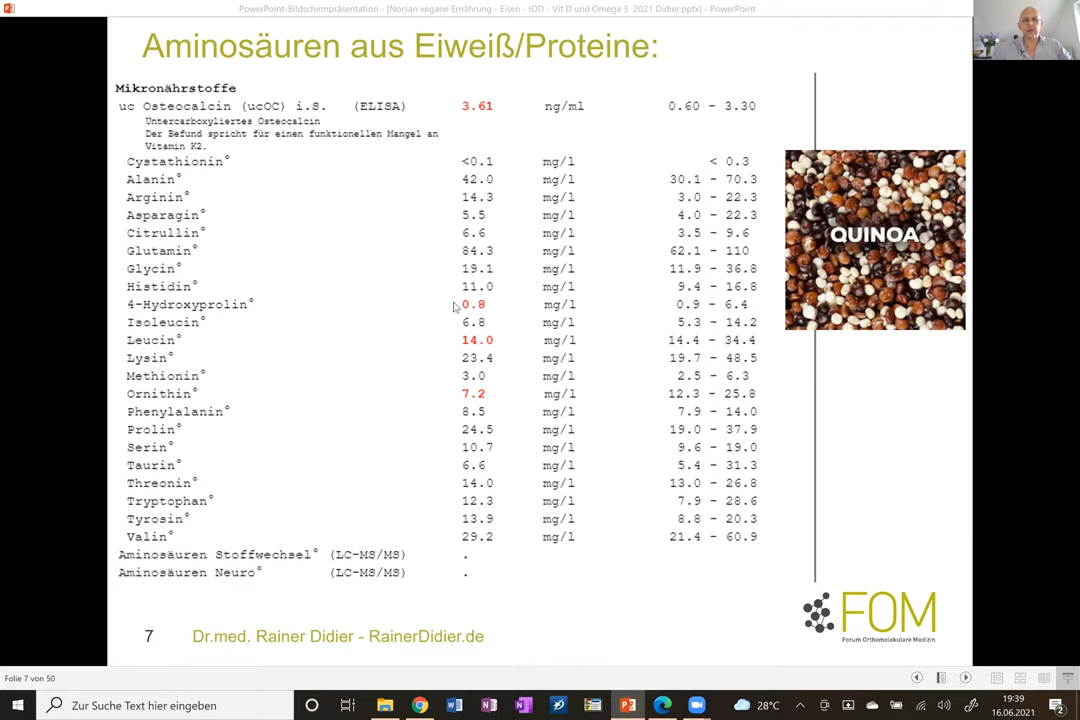 PowerPoint-Bildschirmpräsentation - [Norsan vegane Ernährung - Eisen - IOD - Vit D und Omega 3 2021 Didier.pptx] - PowerPoint
Aminosäuren aus Eiweiß/Proteine:
Mikronährstoffe
uc Osteocalcin (ucOC) i.S. (ELISA) 3.61 ng/ml 0.60 - 3.30
Untercarboxyliertes Osteocalcin
Der Befund spricht für einen funktionellen Mangel an
Vitamin K2.
Cystathionin° <0.1 mg/l < 0.3
Alanin° 42.0 mg/l 30.1 - 70.3
Arginin° 14.3 mg/l 3.0 - 22.3
Asparagin° 5.5 mg/l 4.0 - 22.3
Citrullin° 6.6 mg/l 3.5 - 9.6
Glutamin° 84.3 mg/l 62.1 - 110
Glycin° 19.1 mg/l 11.9 - 36.8
Histidin° 11.0 mg/l 9.4 - 16.8
4-Hydroxyprolin° 0.8 mg/l 0.9 - 6.4
Isoleucin° 6.8 mg/l 5.3 - 14.2
Leucin° 14.0 mg/l 14.4 - 34.4
Lysin° 23.4 mg/l 19.7 - 48.5
Methionin° 3.0 mg/l 2.5 - 6.3
Ornithin° 7.2 mg/l 12.3 - 25.8
Phenylalanin° 8.5 mg/l 7.9 - 14.0
Prolin° 24.5 mg/l 19.0 - 37.9
Serin° 10.7 mg/l 9.6 - 19.0
Taurin° 6.6 mg/l 5.4 - 31.3
Threonin° 14.0 mg/l 13.0 - 26.8
Tryptophan° 12.3 mg/l 7.9 - 28.6
Tyrosin° 13.9 mg/l 8.8 - 20.3
Valin° 29.2 mg/l 21.4 - 60.9
Aminosäuren Stoffwechsel° (LC-MS/MS) .
Aminosäuren Neuro° (LC-MS/MS) .
QUINOA
FOM
Forum Orthomolekulare Medizin
7 Dr.med. Rainer Didier - RainerDidier.de
Folie 7 von 50
Zur Suche Text hier eingeben
28°C
19:39
16.06.2021
2